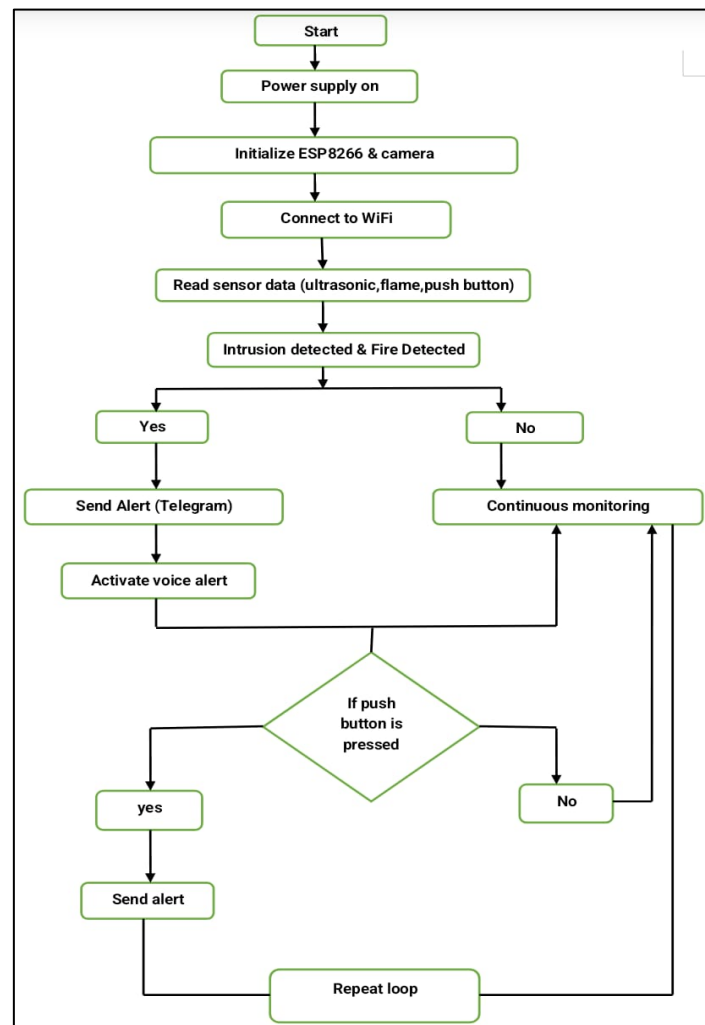 Start
Power supply on
Initialize ESP8266 & camera
Connect to WiFi
Read sensor data (ultrasonic,flame,push button)
Intrusion detected & Fire Detected
Yes
No
Send Alert (Telegram)
Continuous monitoring
Activate voice alert
If push
button is
pressed
yes
No
Send alert
Repeat loop